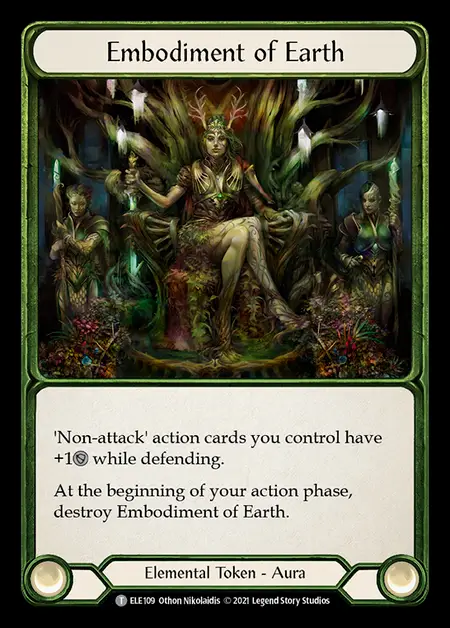 Embodiment of Earth
'Non-attack' action cards you control have
+1 while defending.
At the beginning of your action phase,
destroy Embodiment of Earth.
Elemental Token - Aura
T ELE109 Othon Nikolaidis © 2021 Legend Story Studios